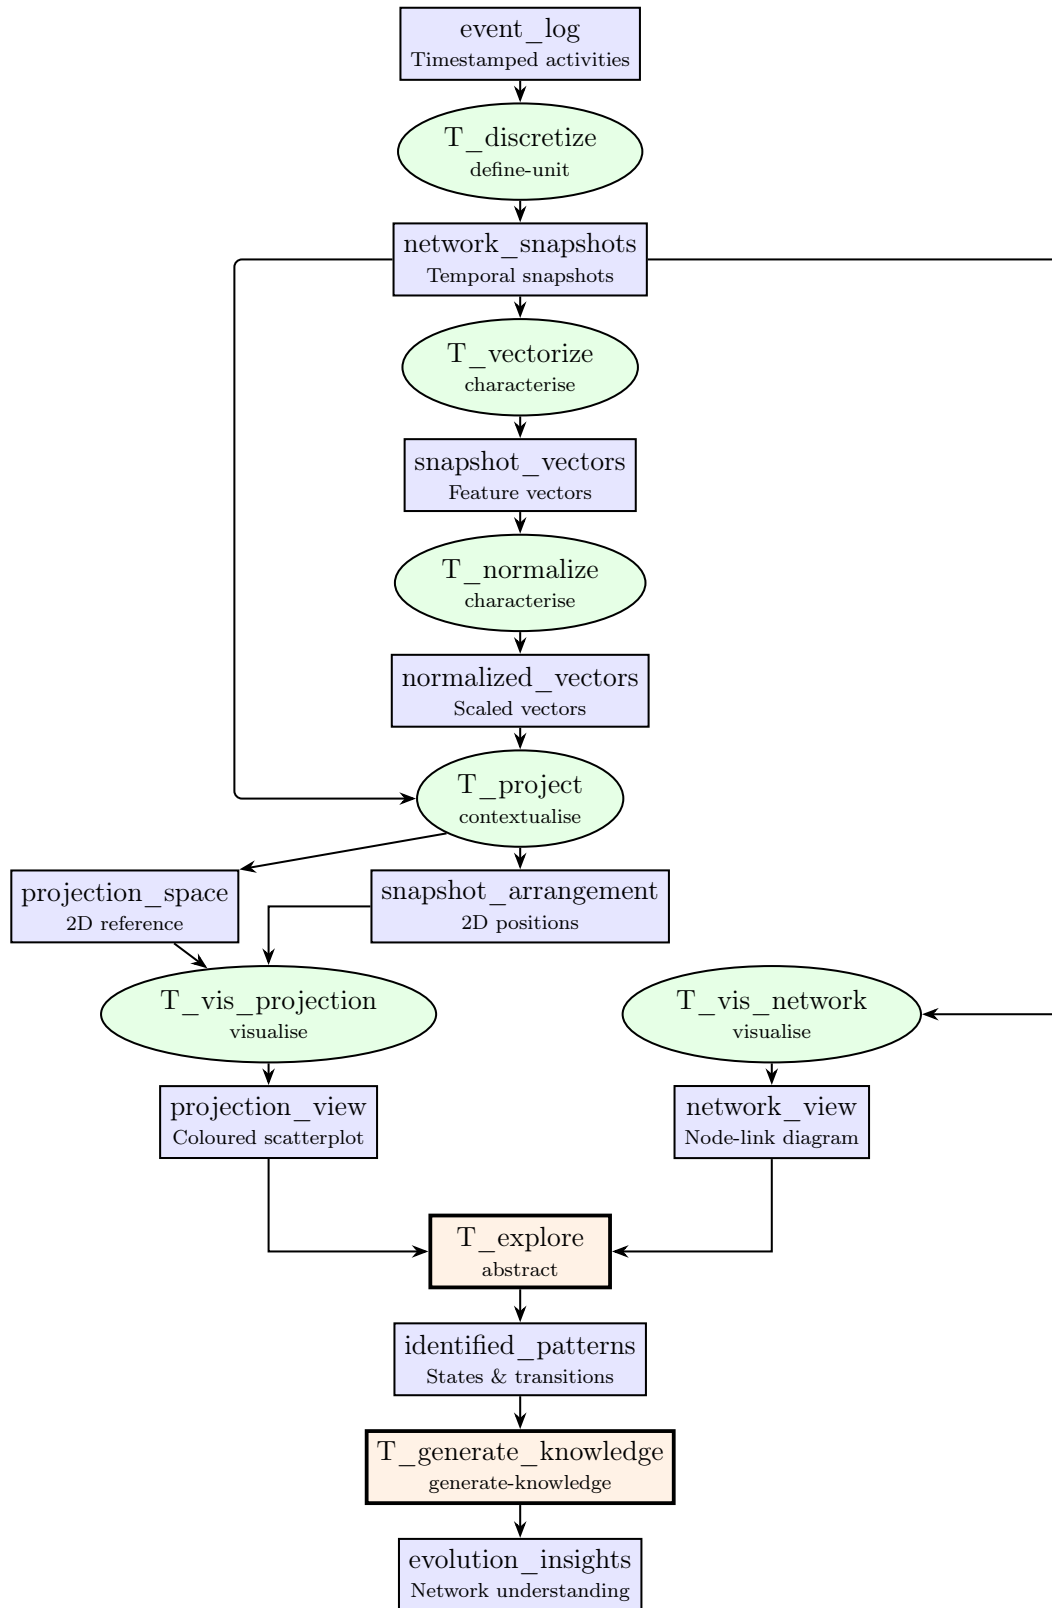 event_log
Timestamped activities
T_discretize
define-unit
network_snapshots
Temporal snapshots
T_vectorize
characterise
snapshot_vectors
Feature vectors
T_normalize
characterise
normalized_vectors
Scaled vectors
T_project
contextualise
projection_space
2D reference
snapshot_arrangement
2D positions
T_vis_projection
visualise
T_vis_network
visualise
projection_view
Coloured scatterplot
network_view
Node-link diagram
T_explore
abstract
identified_patterns
States & transitions
T_generate_knowledge
generate-knowledge
evolution_insights
Network understanding